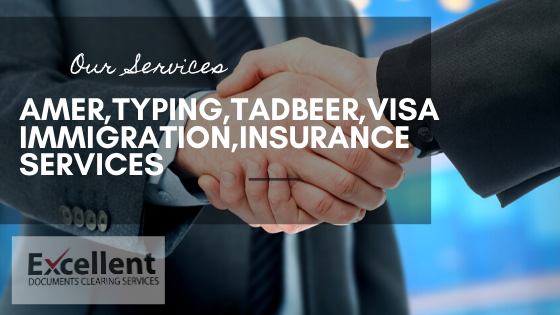 Our Services
AMER,TYPING,TADBEER,VISA
IMMIGRATION,INSURANCE
SERVICES
Excellent
DOCUMENTS CLEARING SERVICES